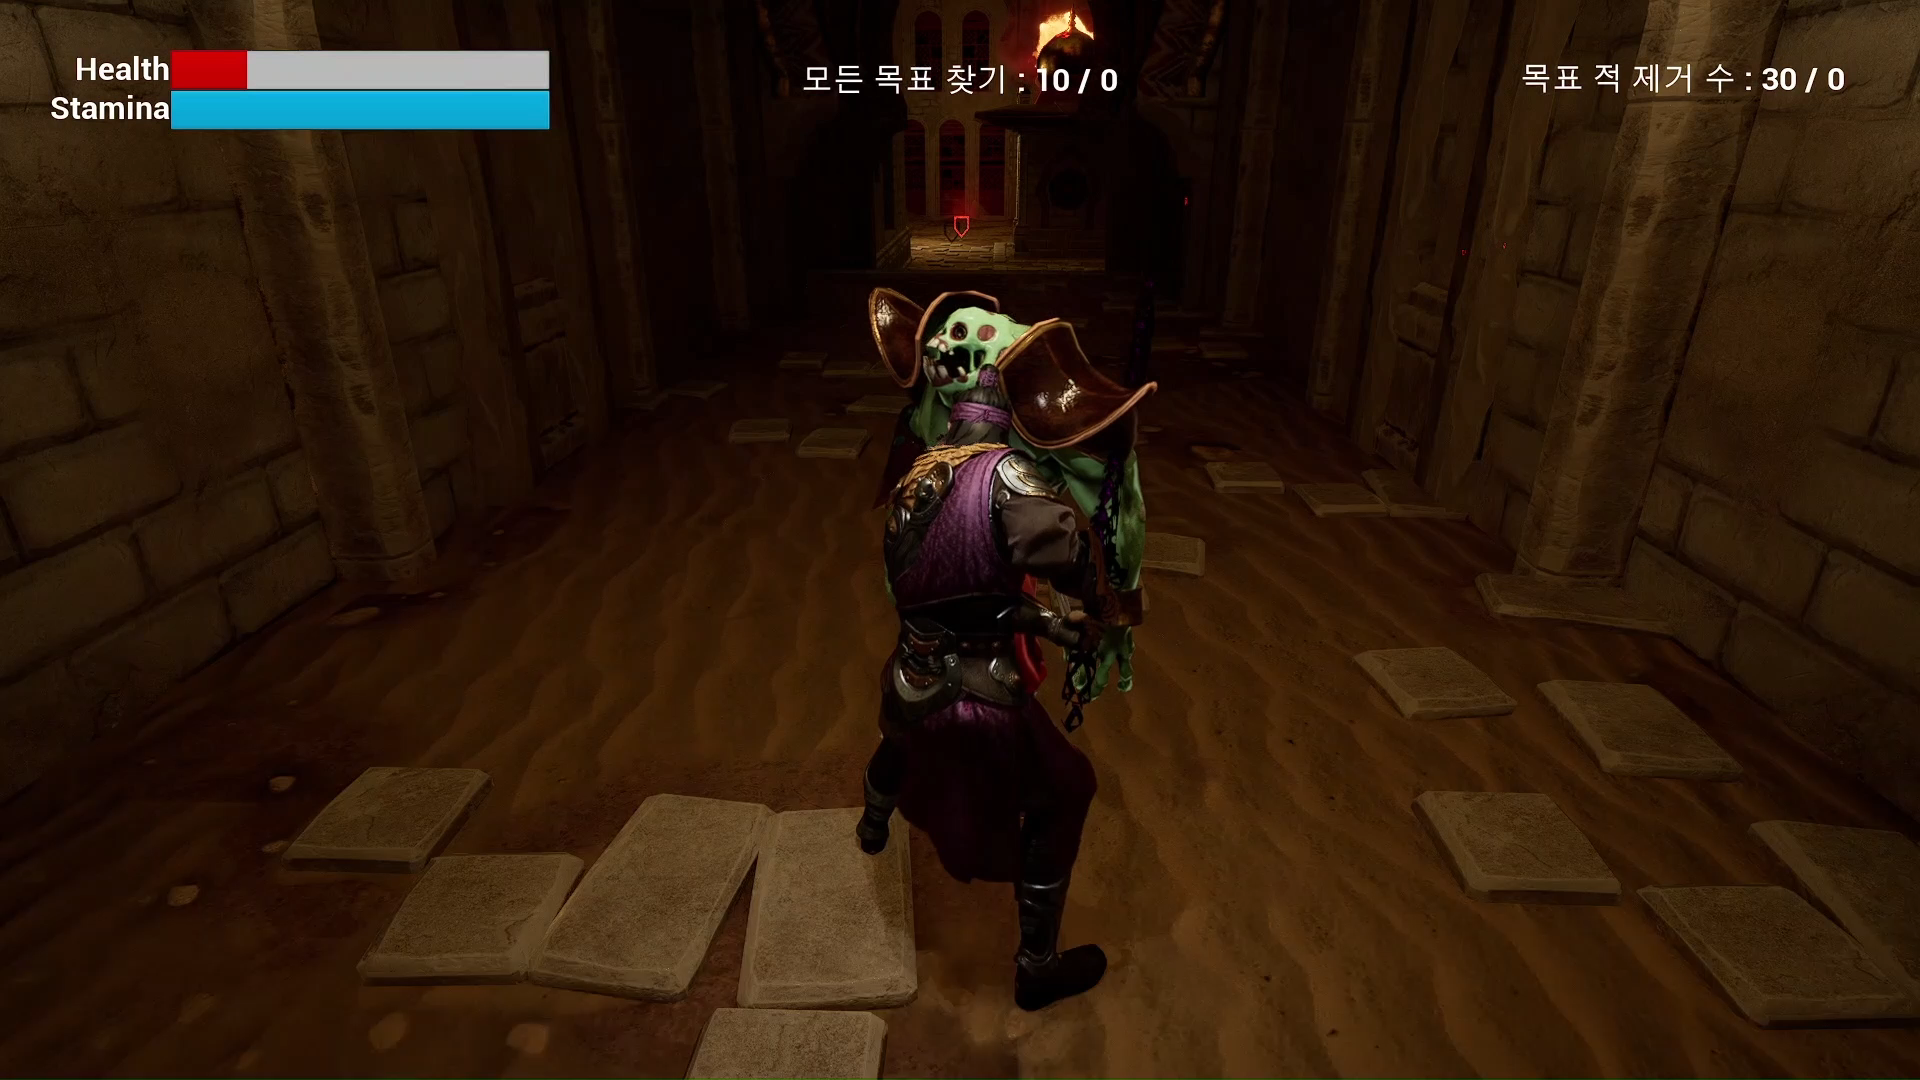 Health
Stamina
모든 목표 찾기 : 10 / 0
목표 적 제거 수 : 30 / 0